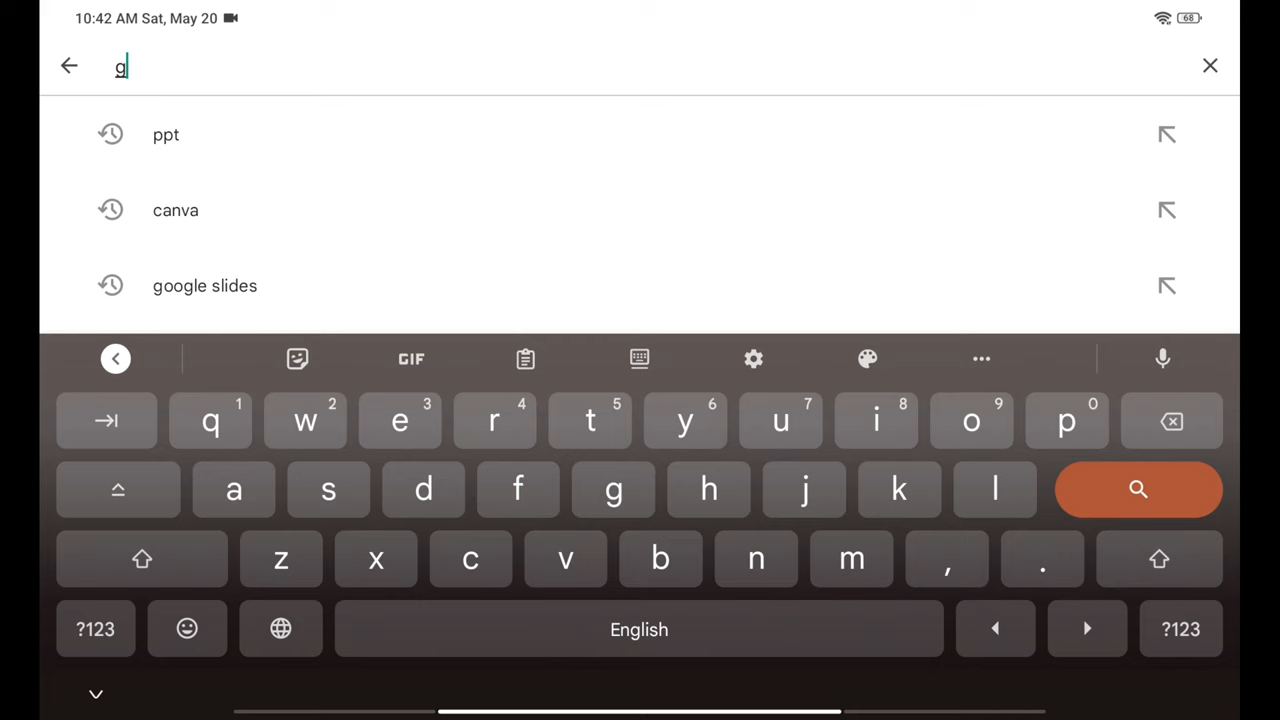 10:42 AM Sat, May 20
68
g
ppt
canva
google slides
GIF
q 1 w 2 e 3 r 4 t 5 y 6 u 7 i 8 o 9 p 0
a s d f g h j k l
z x c v b n m , .
?123 English ?123